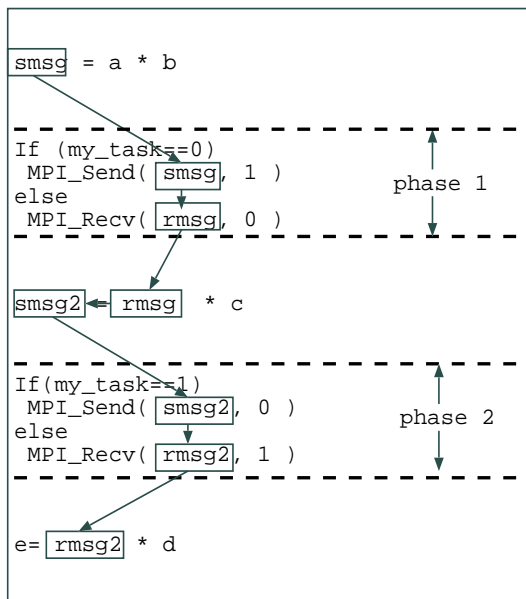 smsg = a * b
If (my_task==0)
MPI_Send( smsg, 1 )
else
MPI_Recv( rmsg, 0 )
phase 1
smsg2 = rmsg * c
If(my_task==1)
MPI_Send( smsg2, 0 )
else
MPI_Recv( rmsg2, 1 )
phase 2
e= rmsg2 * d